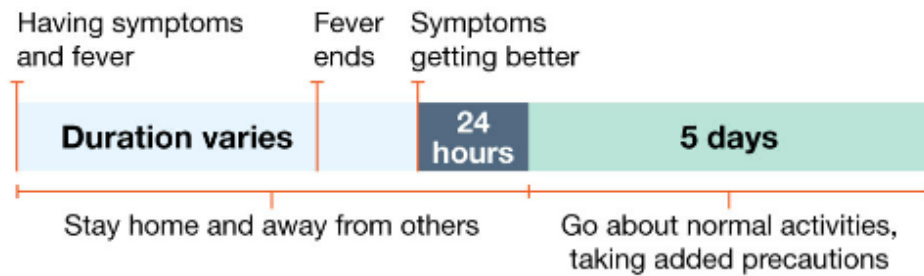 Having symptoms
and fever
Fever
ends
Symptoms
getting better
Duration varies
24
hours
5 days
Stay home and away from others
Go about normal activities,
taking added precautions